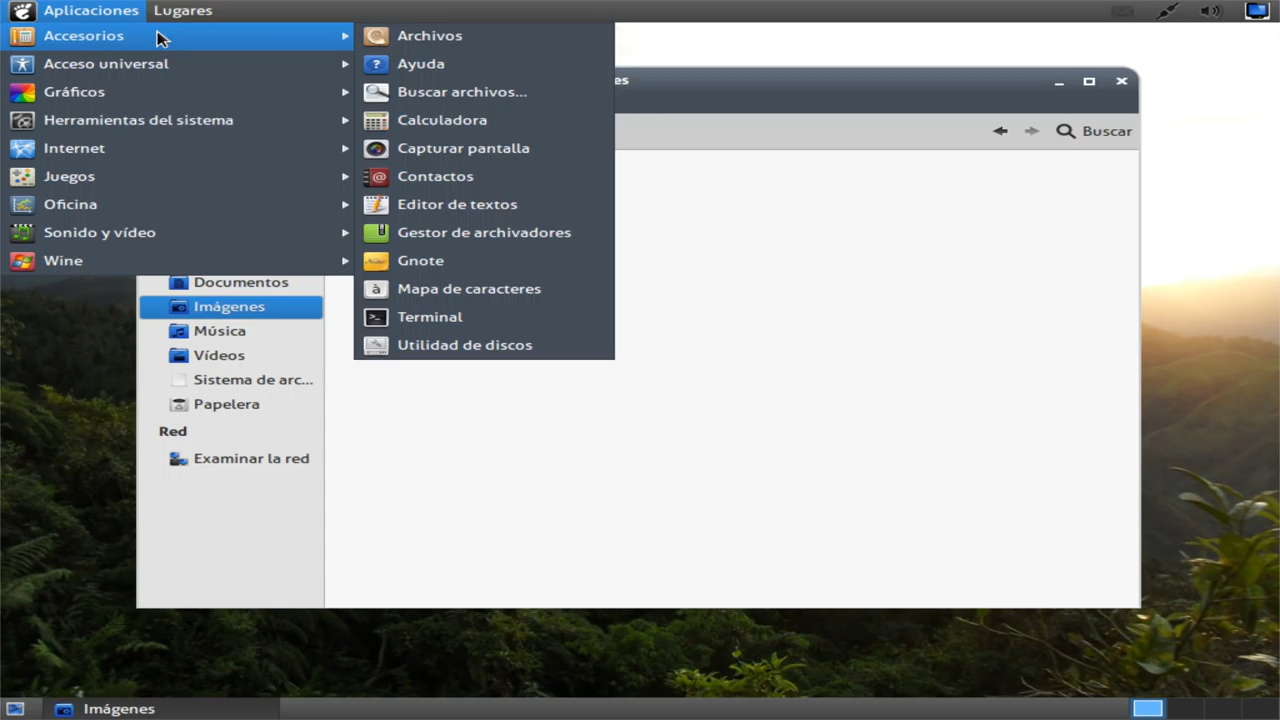 Aplicaciones
Lugares
Accesorios
Acceso universal
Gráficos
Herramientas del sistema
Internet
Juegos
Oficina
Sonido y vídeo
Wine
Archivos
Ayuda
Buscar archivos...
Calculadora
Capturar pantalla
Contactos
Editor de textos
Gestor de archivadores
Gnote
Mapa de caracteres
Terminal
Utilidad de discos
es
Buscar
Documentos
Imágenes
Música
Vídeos
Sistema de arc...
Papelera
Red
Examinar la red
Imágenes